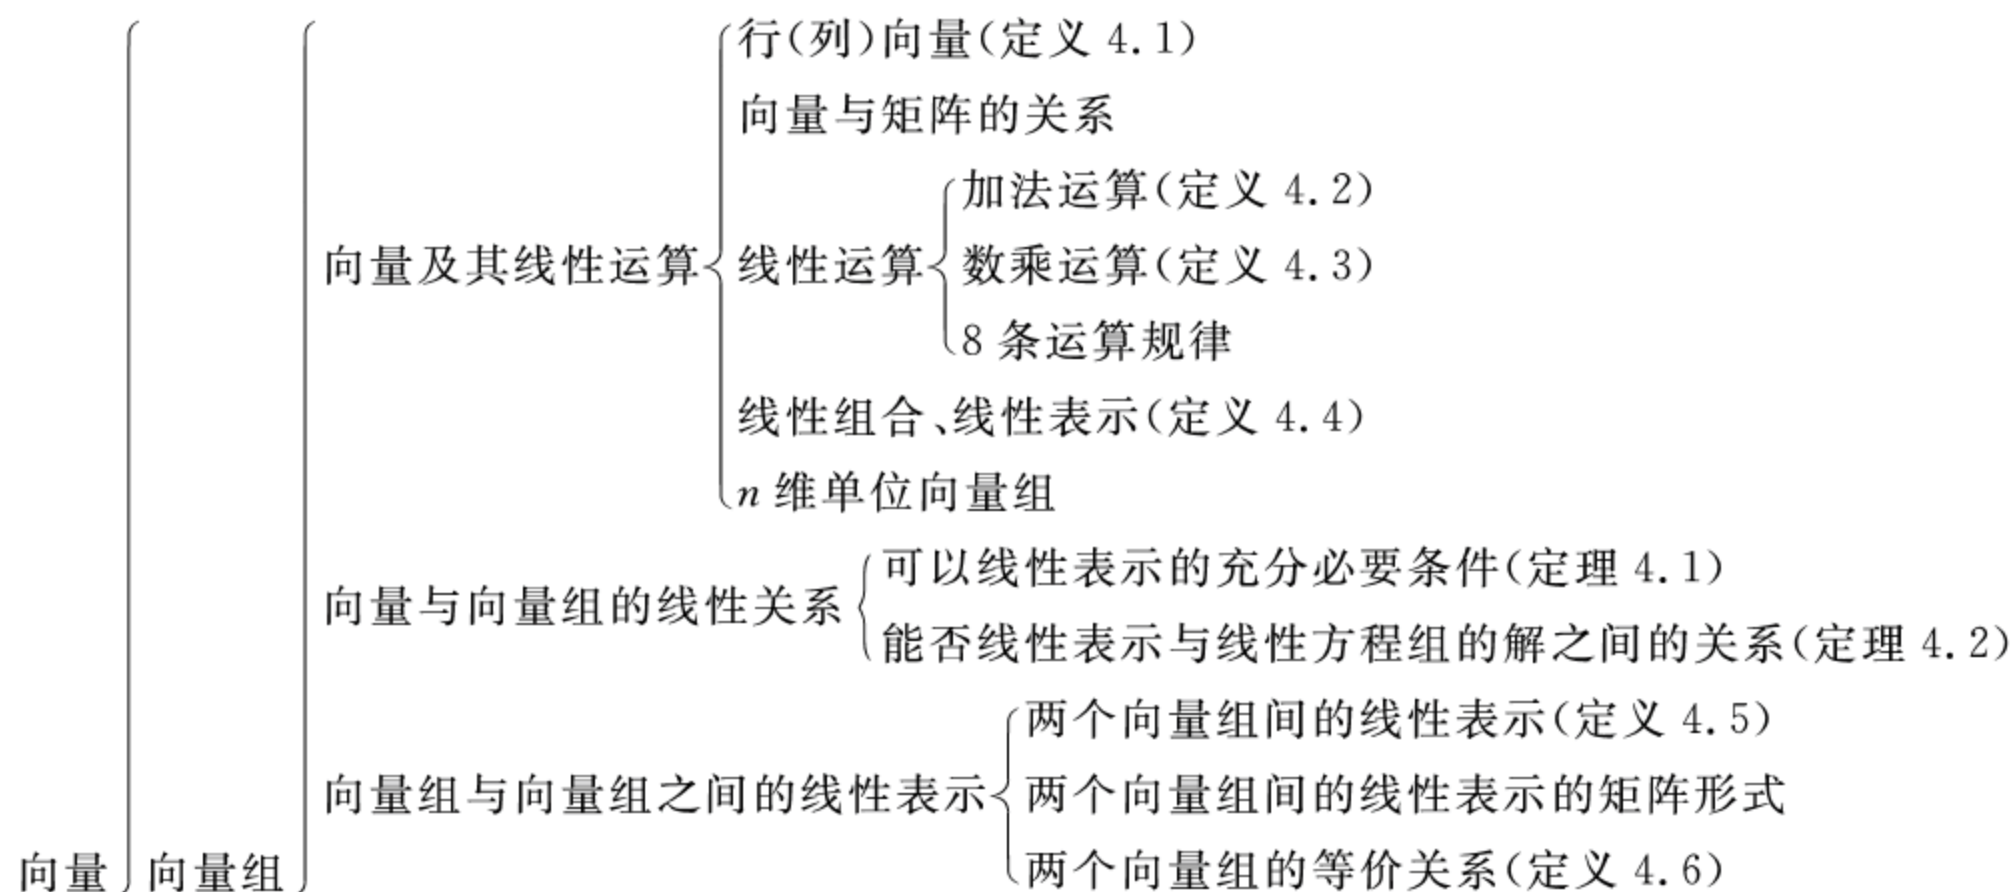 行(列)向量(定义 4.1)
向量与矩阵的关系
加法运算(定义 4.2)
向量及其线性运算 线性运算 数乘运算(定义 4.3)
8 条运算规律
线性组合、线性表示(定义 4.4)
n 维单位向量组
可以线性表示的充分必要条件(定理 4.1)
向量与向量组的线性关系
能否线性表示与线性方程组的解之间的关系(定理 4.2)
两个向量组间的线性表示(定义 4.5)
向量组与向量组之间的线性表示 两个向量组间的线性表示的矩阵形式
向量 向量组 两个向量组的等价关系(定义 4.6)